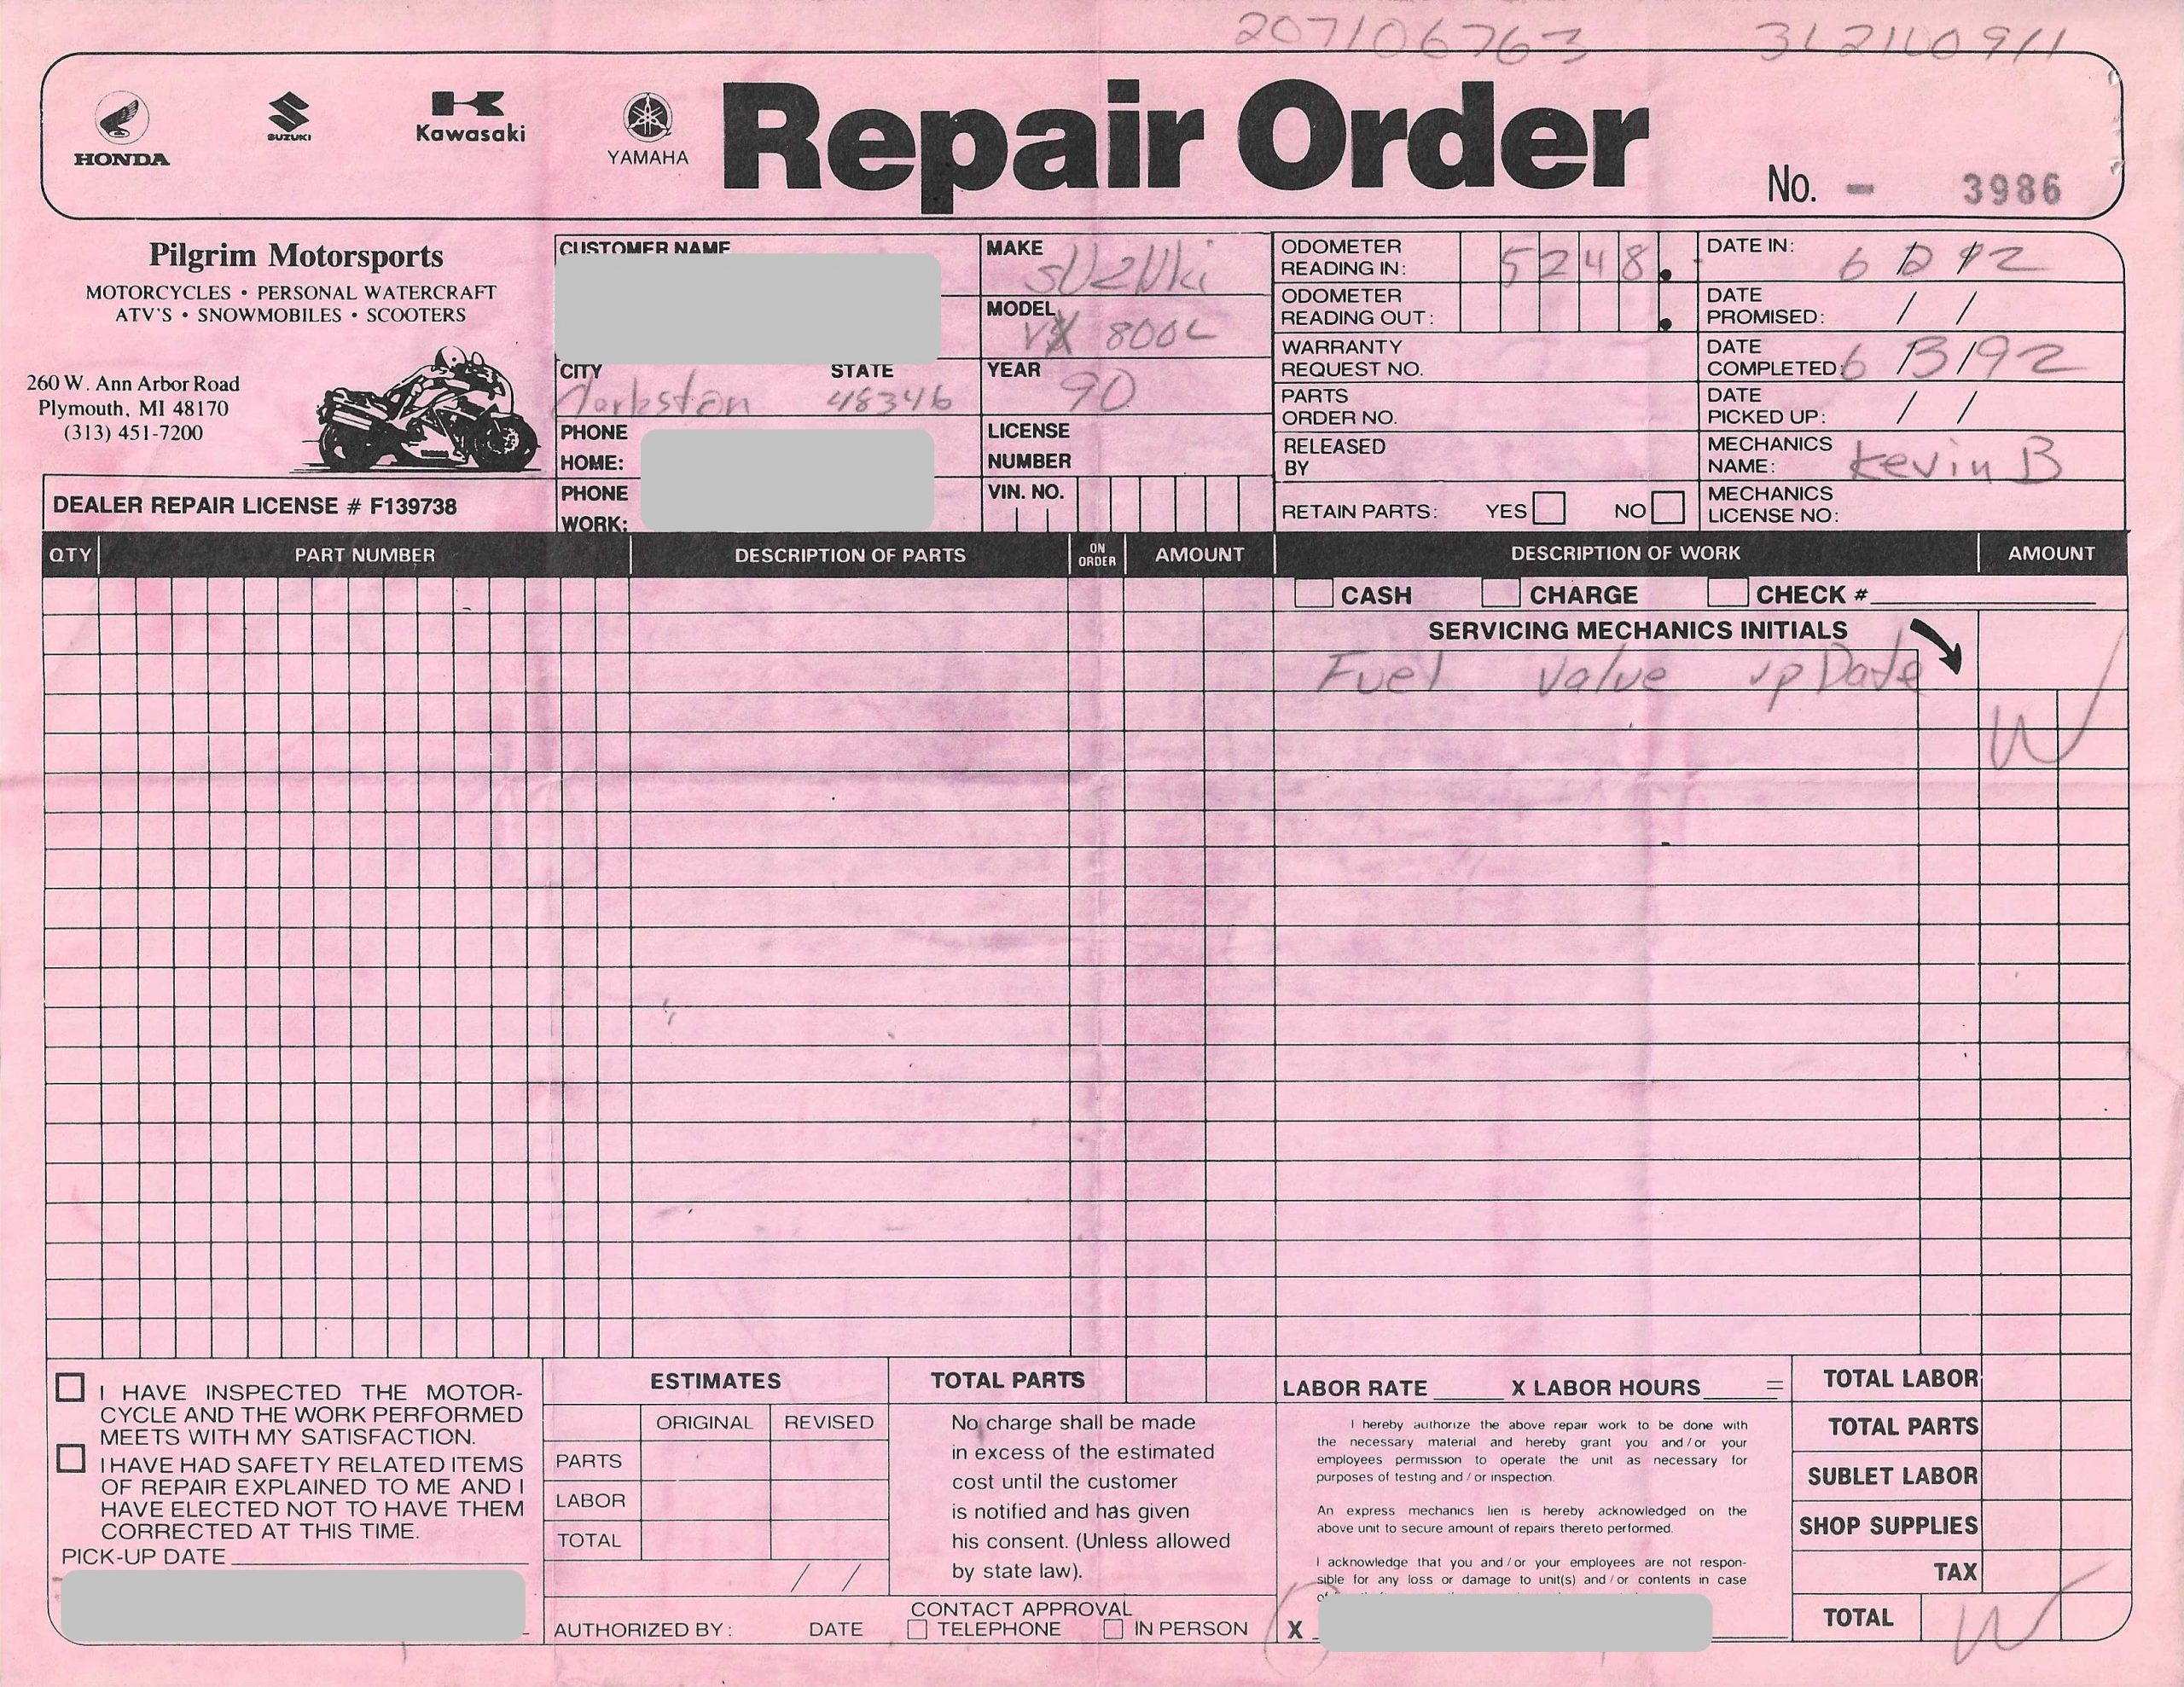 207106763 3L2110911
HONDA
SUZUKI
Kawasaki
YAMAHA
Repair Order
No. - 3986
Pilgrim Motorsports
MOTORCYCLES • PERSONAL WATERCRAFT
ATV'S • SNOWMOBILES • SCOOTERS
260 W. Ann Arbor Road
Plymouth, MI 48170
(313) 451-7200
DEALER REPAIR LICENSE # F139738
CUSTOMER NAME
CITY STATE
Clarkston 48346
PHONE
HOME:
PHONE
WORK:
MAKE
SUZUki
MODEL
VX 800L
YEAR
90
LICENSE
NUMBER
VIN. NO.
ODOMETER
READING IN: 5248.
ODOMETER
READING OUT: .
WARRANTY
REQUEST NO.
PARTS
ORDER NO.
RELEASED
BY
RETAIN PARTS: YES NO
DATE IN: 6 / 2 / 92
DATE
PROMISED: / /
DATE
COMPLETED: 6 / 3 / 92
DATE
PICKED UP: / /
MECHANICS
NAME: Kevin B
MECHANICS
LICENSE NO:
QTY PART NUMBER DESCRIPTION OF PARTS ON ORDER AMOUNT DESCRIPTION OF WORK AMOUNT
CASH CHARGE CHECK #
SERVICING MECHANICS INITIALS
Fuel Value upDate
W
I HAVE INSPECTED THE MOTOR-
CYCLE AND THE WORK PERFORMED
MEETS WITH MY SATISFACTION.
I HAVE HAD SAFETY RELATED ITEMS
OF REPAIR EXPLAINED TO ME AND I
HAVE ELECTED NOT TO HAVE THEM
CORRECTED AT THIS TIME.
PICK-UP DATE
ESTIMATES
ORIGINAL REVISED
PARTS
LABOR
TOTAL
/ /
AUTHORIZED BY: DATE
TOTAL PARTS
No charge shall be made
in excess of the estimated
cost until the customer
is notified and has given
his consent. (Unless allowed
by state law).
CONTACT APPROVAL
TELEPHONE IN PERSON
LABOR RATE X LABOR HOURS =
I hereby authorize the above repair work to be done with
the necessary material and hereby grant you and/or your
employees permission to operate the unit as necessary for
purposes of testing and/or inspection.
An express mechanics lien is hereby acknowledged on the
above unit to secure amount of repairs thereto performed.
I acknowledge that you and/or your employees are not respon-
sible for any loss or damage to unit(s) and/or contents in case
X
TOTAL LABOR
TOTAL PARTS
SUBLET LABOR
SHOP SUPPLIES
TAX
TOTAL W